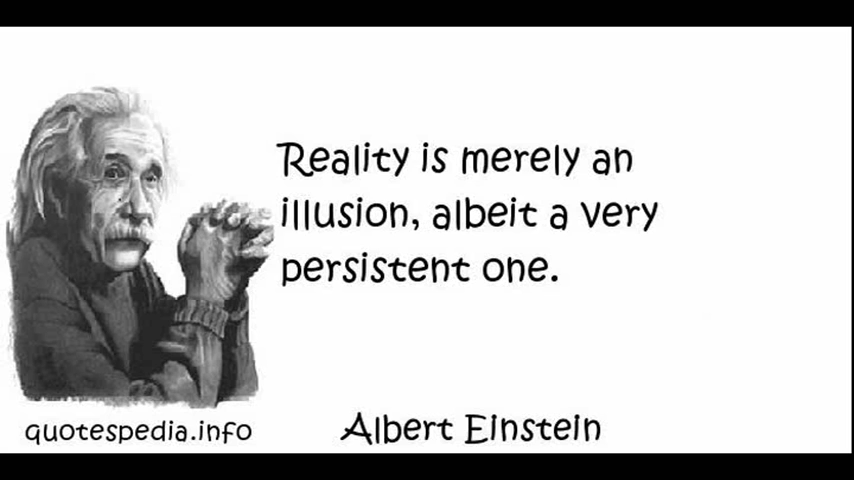 Reality is merely an
illusion, albeit a very
persistent one.
quotespedia.info
Albert Einstein